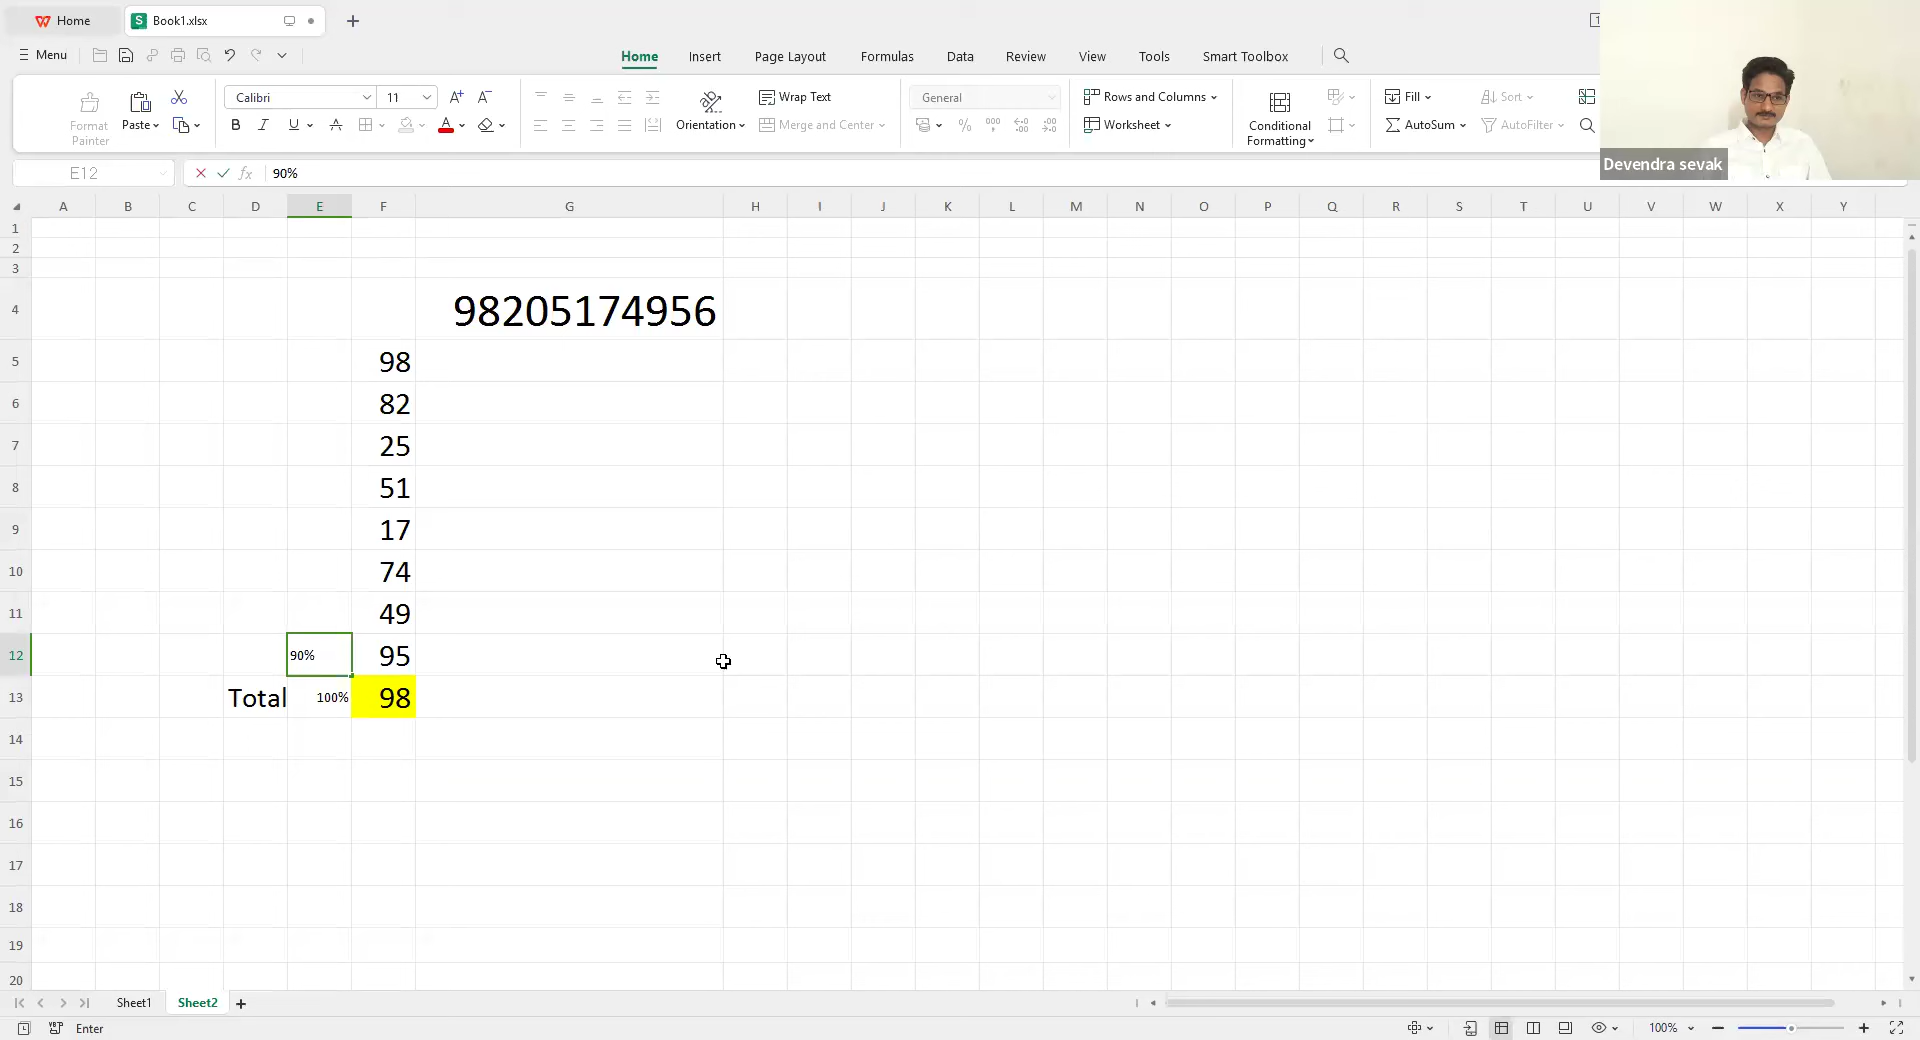 Home
Book1.xlsx
Menu
Home Insert Page Layout Formulas Data Review View Tools Smart Toolbox
Format Painter
Paste
Calibri 11
B I U A
Orientation
Wrap Text
Merge and Center
General
Rows and Columns
Worksheet
Conditional Formatting
Fill
AutoSum
Sort
AutoFilter
Devendra sevak
E12 fx 90%
A B C D E F G H I J K L M N O P Q R S T U V W X Y
1
2
3
4 98205174956
5 98
6 82
7 25
8 51
9 17
10 74
11 49
12 90% 95
13 Total 100% 98
14
15
16
17
18
19
20
Sheet1 Sheet2
Enter
100%